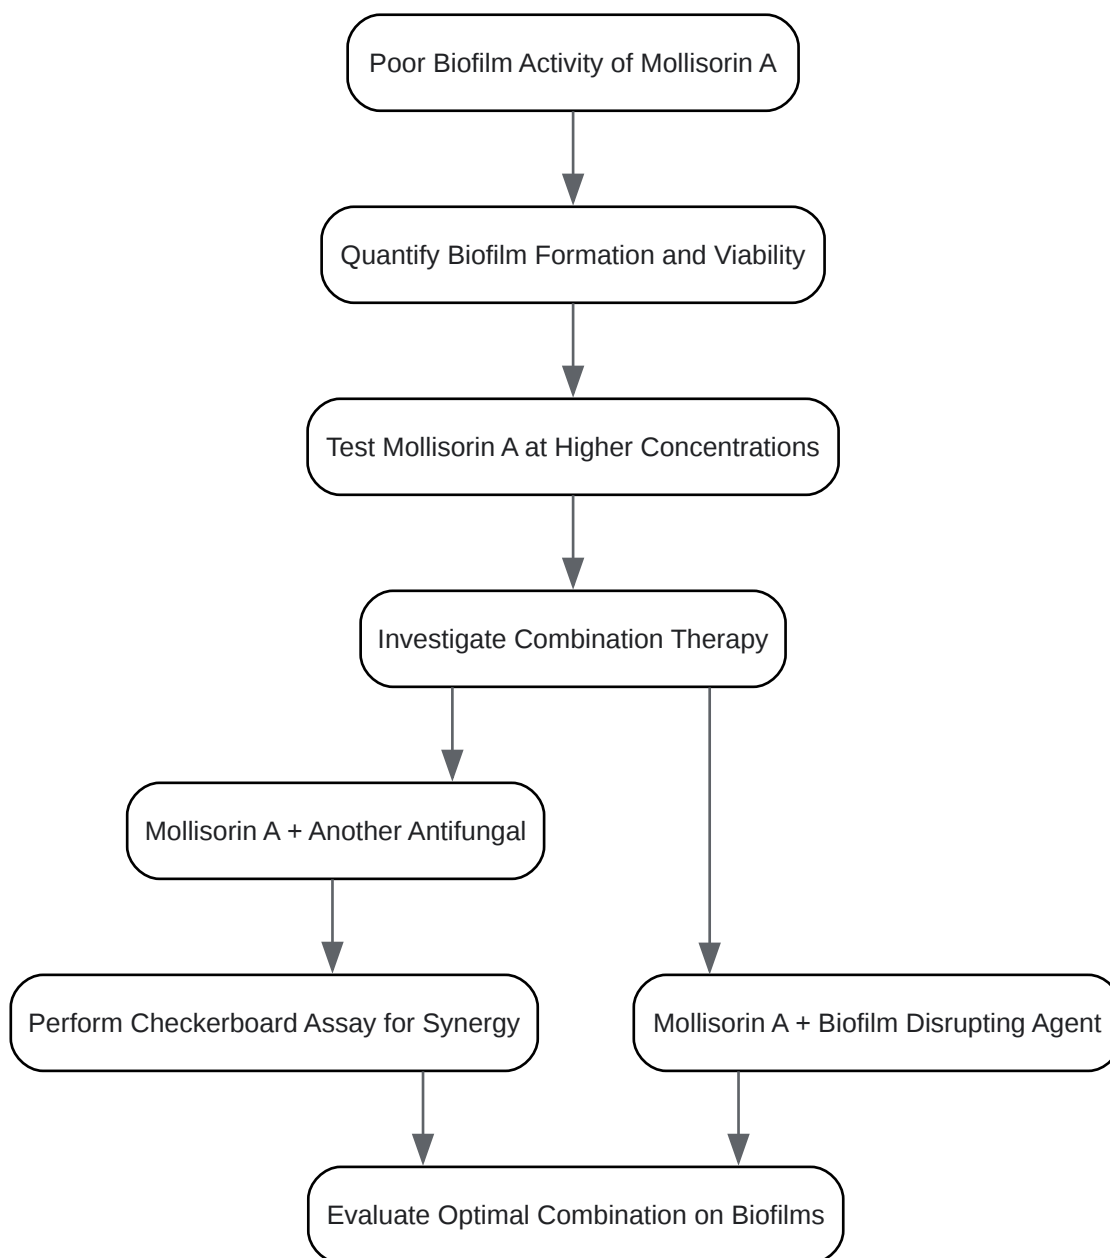 Poor Biofilm Activity of Mollisorin A
Quantify Biofilm Formation and Viability
Test Mollisorin A at Higher Concentrations
Investigate Combination Therapy
Mollisorin A + Another Antifungal
Perform Checkerboard Assay for Synergy
Mollisorin A + Biofilm Disrupting Agent
Evaluate Optimal Combination on Biofilms